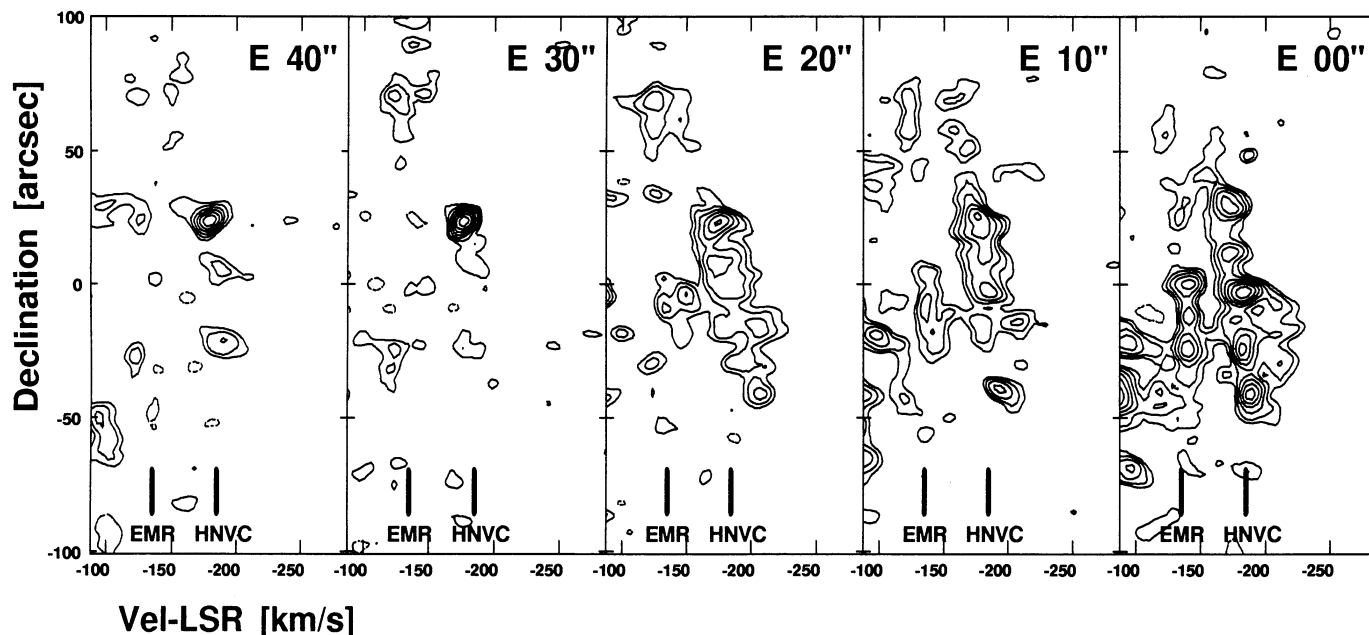 E 40" E 30" E 20" E 10" E 00"
100
50
0
-50
-100
Declination [arcsec]
EMR HNVC EMR HNVC EMR HNVC EMR HNVC EMR HNVC
-100 -150 -200 -100 -150 -200 -250 -100 -150 -200 -250 -100 -150 -200 -250 -100 -150 -200 -250
Vel-LSR [km/s]